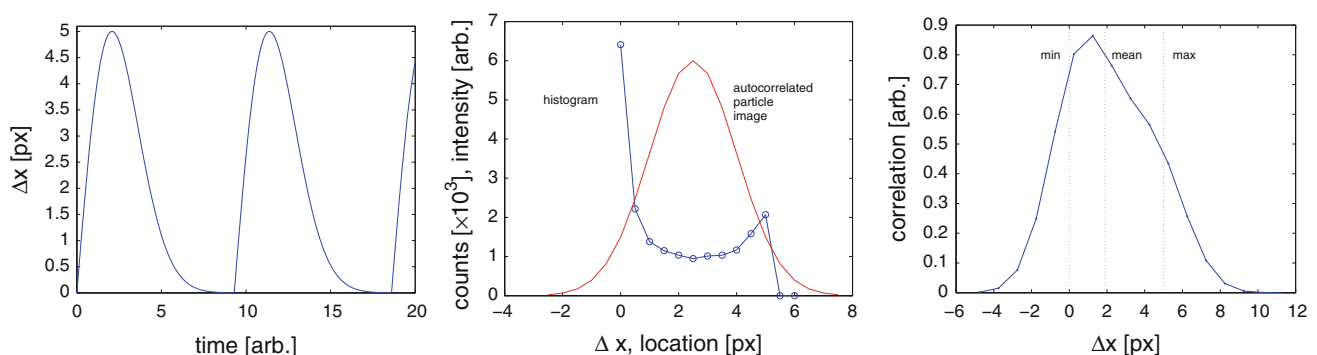 Δx [px]
5
4.5
4
3.5
3
2.5
2
1.5
1
0.5
0
0 5 10 15 20
time [arb.]
counts [×10³], intensity [arb.]
7
6
5
4
3
2
1
0
histogram
autocorrelated
particle
image
−4 −2 0 2 4 6 8
Δ x, location [px]
correlation [arb.]
0.9
0.8
0.7
0.6
0.5
0.4
0.3
0.2
0.1
0
min mean max
−6 −4 −2 0 2 4 6 8 10 12
Δx [px]